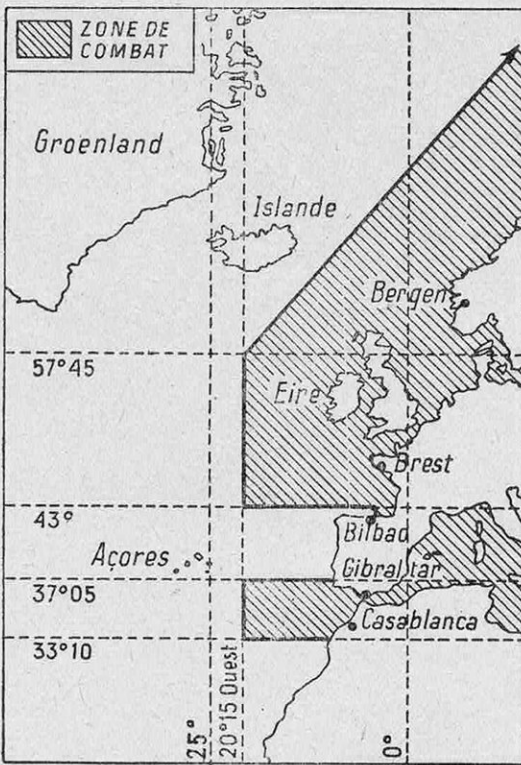 ZONE DE
COMBAT
Groenland
Islande
Bergen
57°45
Eire
Brest
43°
Bilbad
Açores
Gibraltar
37°05
Casablanca
33°10
25°
20°15 Ouest
0°